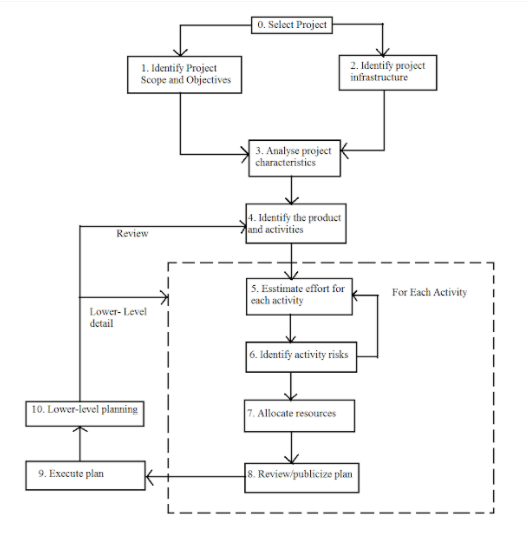 0. Select Project
1. Identify Project
Scope and Objectives
2. Identify project
infrastructure
3. Analyse project
characteristics
4. Identify the product
and activities
Review
5. Esstimate effort for
each activity
For Each Activity
Lower- Level
detail
6. Identify activity risks
10. Lower-level planning
7. Allocate resources
9. Execute plan
8. Review/publicize plan